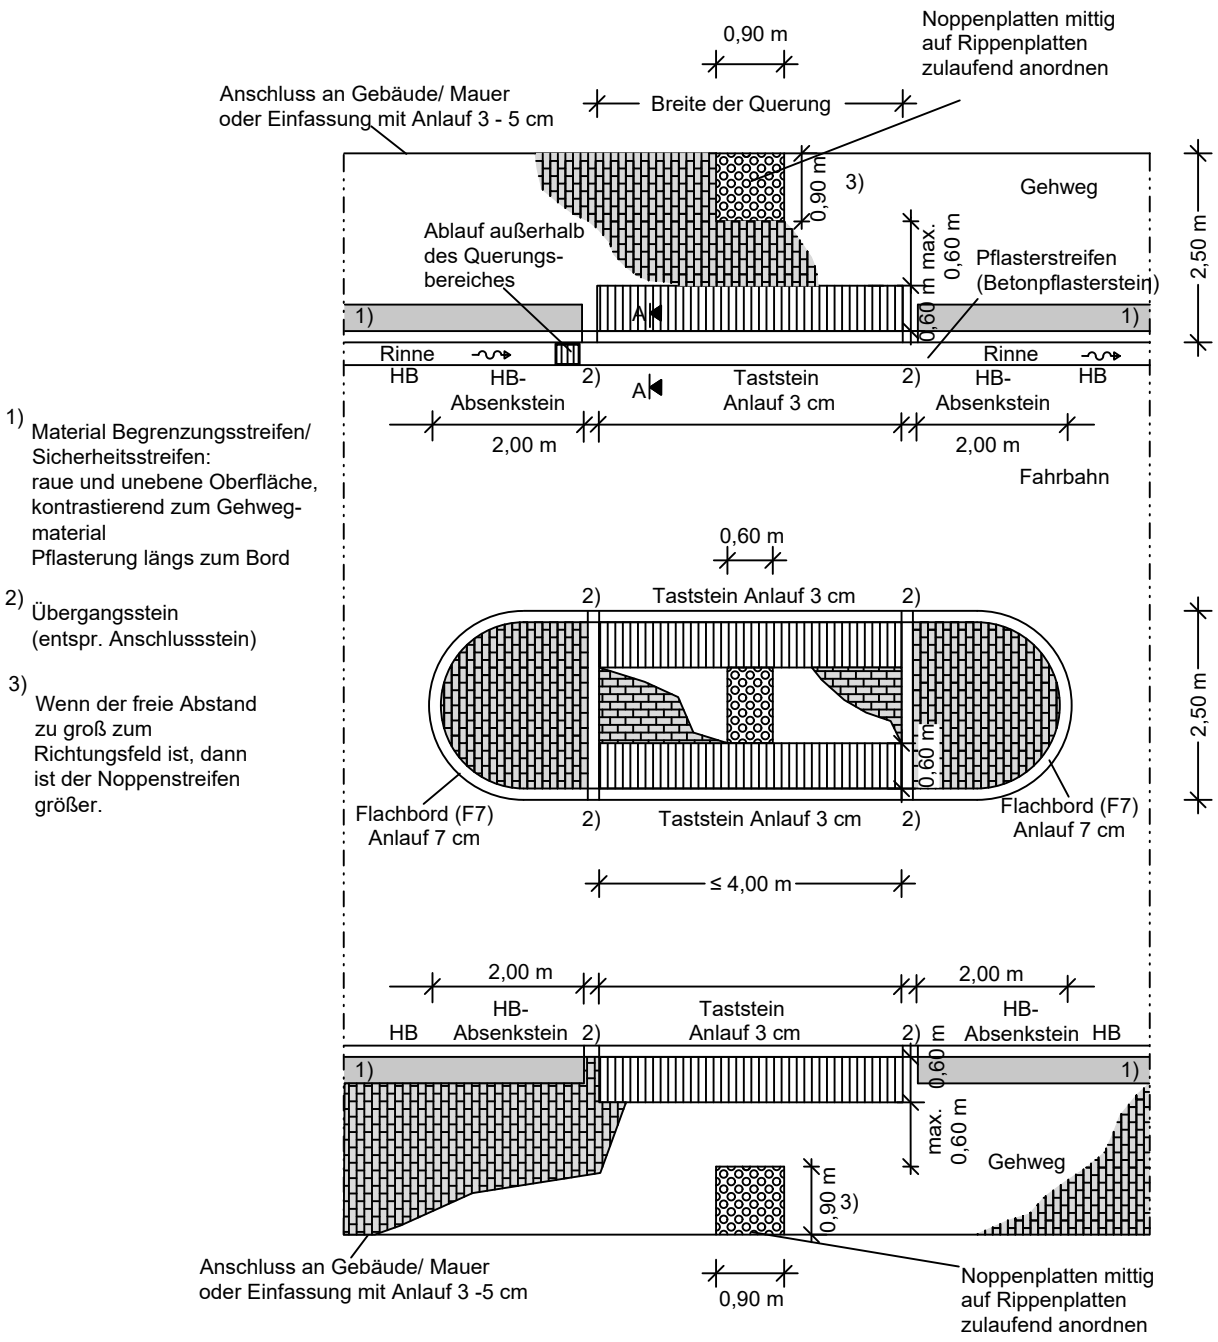 Noppenplatten mittig
auf Rippenplatten
zulaufend anordnen
0,90 m
Anschluss an Gebäude/ Mauer
oder Einfassung mit Anlauf 3 - 5 cm
Breite der Querung
0,90 m
3)
Gehweg
2,50 m
Ablauf außerhalb
des Querungs-
bereiches
max.
0,60 m
Pflasterstreifen
(Betonpflasterstein)
0,60 m
1)
A
1)
Rinne
Rinne
HB
HB-
Absenkstein
2)
A
Taststein
Anlauf 3 cm
2)
HB-
Absenkstein
HB
2,00 m
2,00 m
Fahrbahn
1)
Material Begrenzungsstreifen/
Sicherheitsstreifen:
raue und unebene Oberfläche,
kontrastierend zum Gehweg-
material
Pflasterung längs zum Bord
2)
Übergangsstein
(entspr. Anschlussstein)
3)
Wenn der freie Abstand
zu groß zum
Richtungsfeld ist, dann
ist der Noppenstreifen
größer.
0,60 m
2)
Taststein Anlauf 3 cm
2)
2,50 m
0,60 m
Flachbord (F7)
Anlauf 7 cm
2)
Taststein Anlauf 3 cm
2)
Flachbord (F7)
Anlauf 7 cm
≤ 4,00 m
2,00 m
2,00 m
HB
HB-
Absenkstein
2)
Taststein
Anlauf 3 cm
2)
HB-
Absenkstein
HB
0,60 m
1)
1)
max.
0,60 m
Gehweg
0,90 m
3)
Anschluss an Gebäude/ Mauer
oder Einfassung mit Anlauf 3 -5 cm
0,90 m
Noppenplatten mittig
auf Rippenplatten
zulaufend anordnen